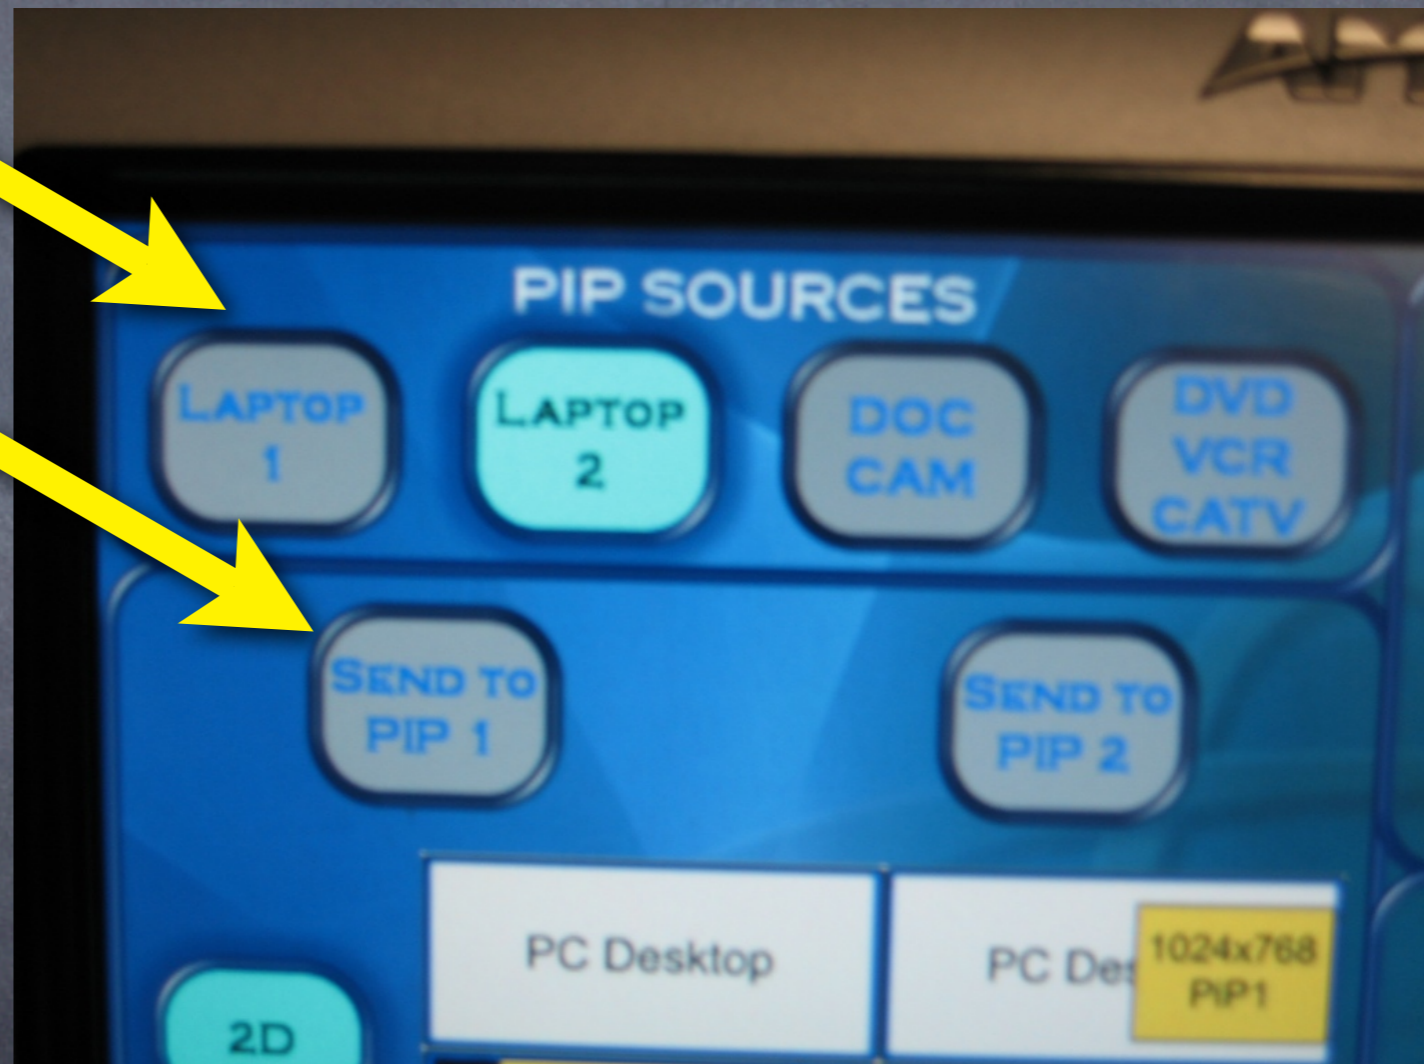 PIP SOURCES
LAPTOP
1
LAPTOP
2
DOC
CAM
DVD
VCR
CATV
SEND TO
PIP 1
SEND TO
PIP 2
PC Desktop
PC Des
1024x768
PiP1
2D